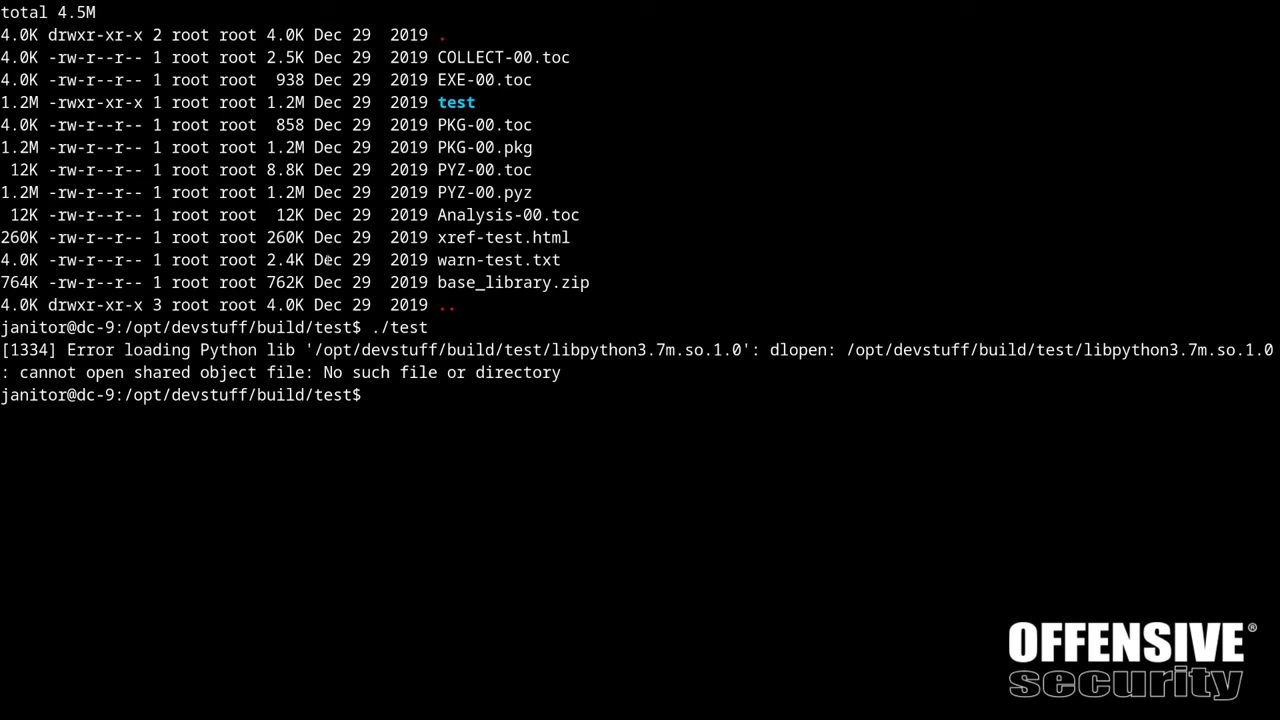 total 4.5M
4.0K drwxr-xr-x 2 root root 4.0K Dec 29  2019 .
4.0K -rw-r--r-- 1 root root 2.5K Dec 29  2019 COLLECT-00.toc
4.0K -rw-r--r-- 1 root root  938 Dec 29  2019 EXE-00.toc
1.2M -rwxr-xr-x 1 root root 1.2M Dec 29  2019 test
4.0K -rw-r--r-- 1 root root  858 Dec 29  2019 PKG-00.toc
1.2M -rw-r--r-- 1 root root 1.2M Dec 29  2019 PKG-00.pkg
 12K -rw-r--r-- 1 root root 8.8K Dec 29  2019 PYZ-00.toc
1.2M -rw-r--r-- 1 root root 1.2M Dec 29  2019 PYZ-00.pyz
 12K -rw-r--r-- 1 root root  12K Dec 29  2019 Analysis-00.toc
260K -rw-r--r-- 1 root root 260K Dec 29  2019 xref-test.html
4.0K -rw-r--r-- 1 root root 2.4K Dec 29  2019 warn-test.txt
764K -rw-r--r-- 1 root root 762K Dec 29  2019 base_library.zip
4.0K drwxr-xr-x 3 root root 4.0K Dec 29  2019 ..
janitor@dc-9:/opt/devstuff/build/test$ ./test
[1334] Error loading Python lib '/opt/devstuff/build/test/libpython3.7m.so.1.0': dlopen: /opt/devstuff/build/test/libpython3.7m.so.1.0
: cannot open shared object file: No such file or directory
janitor@dc-9:/opt/devstuff/build/test$
OFFENSIVE®
security